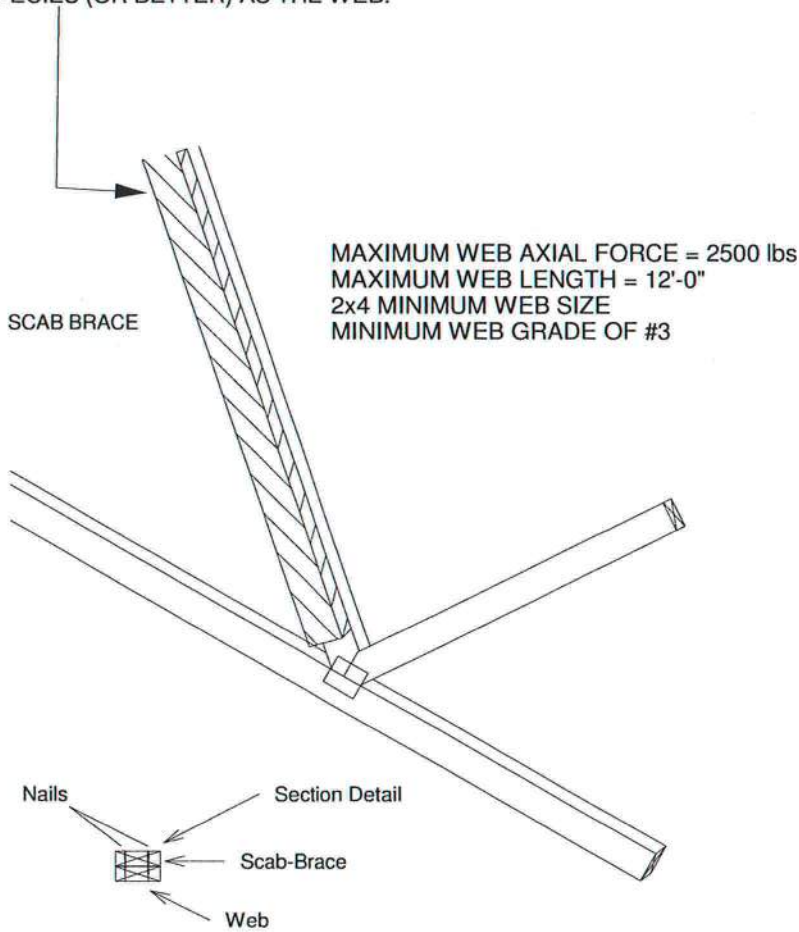 (OR BETTER) AS THE WEB.
MAXIMUM WEB AXIAL FORCE = 2500 lbs
MAXIMUM WEB LENGTH = 12'-0"
2x4 MINIMUM WEB SIZE
MINIMUM WEB GRADE OF #3
SCAB BRACE
Nails
Section Detail
Scab-Brace
Web